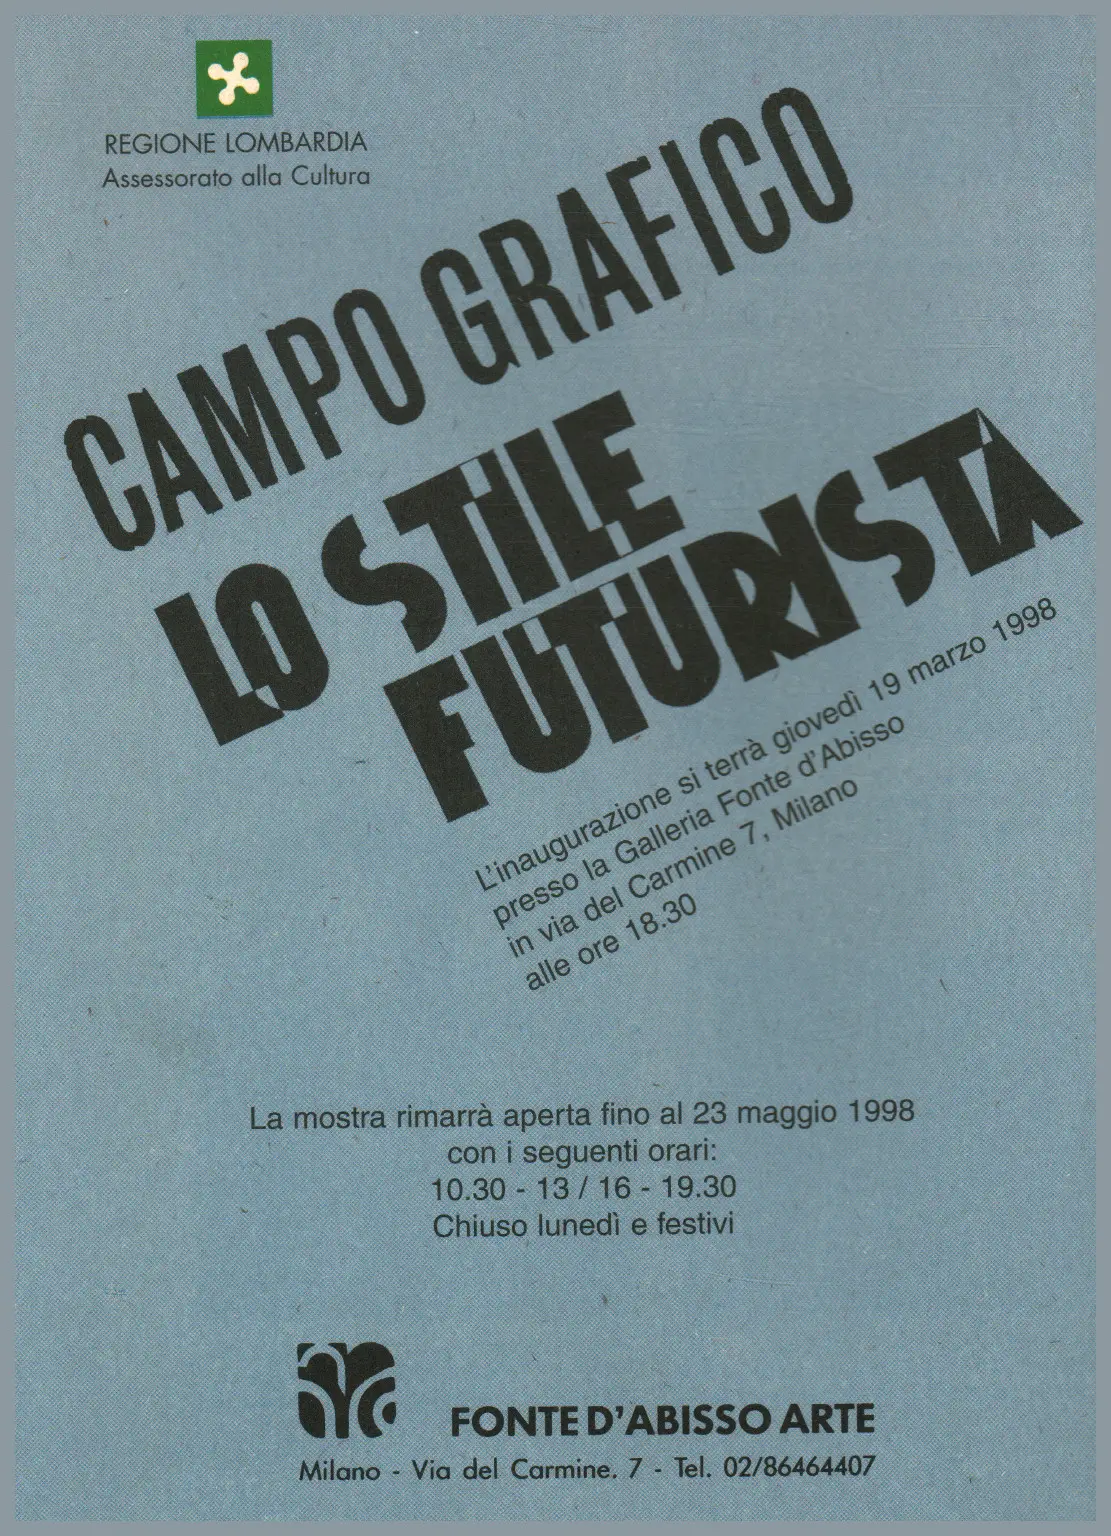 REGIONE LOMBARDIA
Assessorato alla Cultura
CAMPO GRAFICO
LO STILE
FUTURISTA
L'inaugurazione si terrà giovedì 19 marzo 1998
presso la Galleria Fonte d'Abisso
in via del Carmine 7, Milano
alle ore 18.30
La mostra rimarrà aperta fino al 23 maggio 1998
con i seguenti orari:
10.30 - 13 / 16 - 19.30
Chiuso lunedì e festivi
FONTE D'ABISSO ARTE
Milano - Via del Carmine. 7 - Tel. 02/86464407